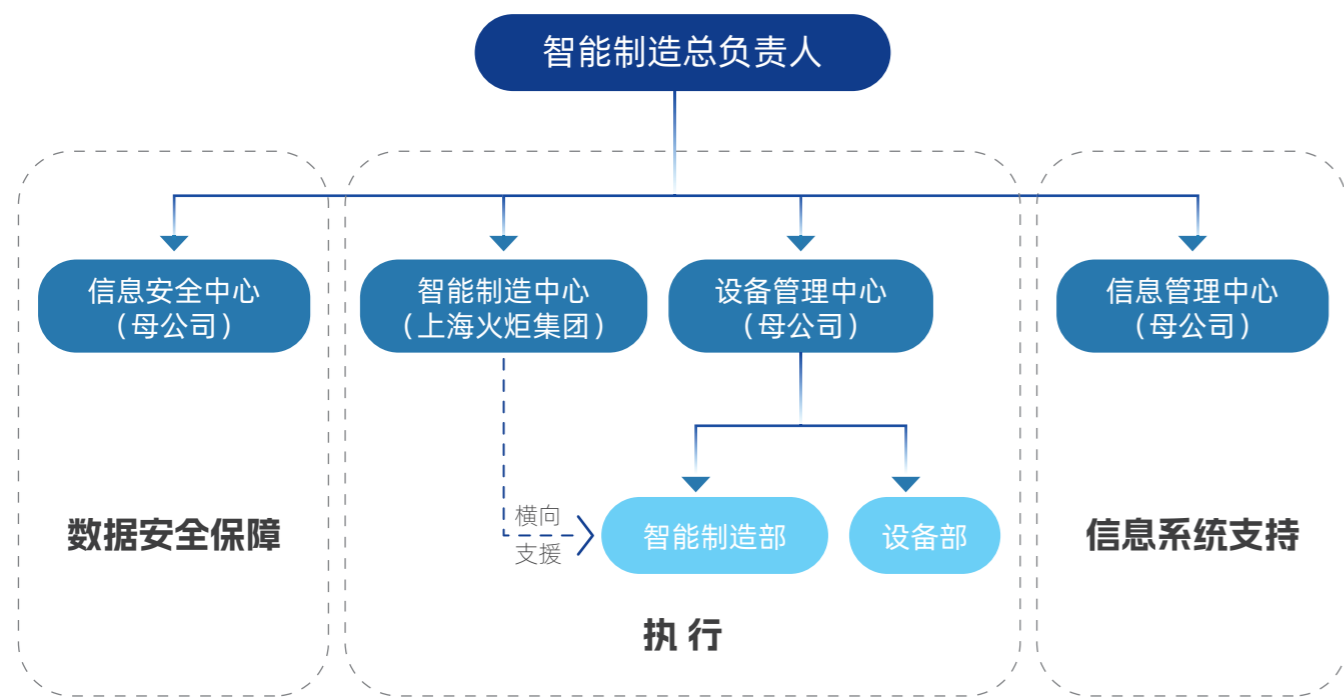 智能制造总负责人
信息安全中心
（母公司）
智能制造中心
（上海火炬集团）
设备管理中心
（母公司）
信息管理中心
（母公司）
数据安全保障
横向
支援
智能制造部
设备部
信息系统支持
执行